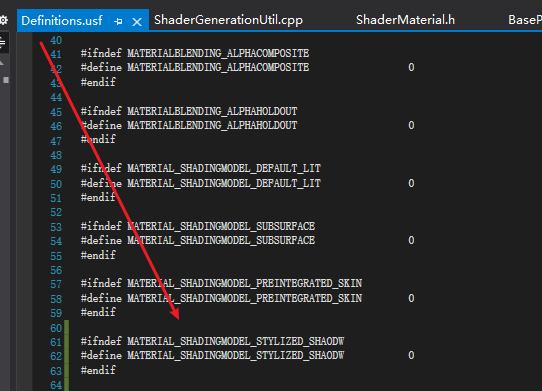 Definitions.usf ShaderGenerationUtil.cpp ShaderMaterial.h BaseP
40
41 #ifndef MATERIALBLENDING_ALPHACOMPOSITE
42 #define MATERIALBLENDING_ALPHACOMPOSITE 0
43 #endif
44
45 #ifndef MATERIALBLENDING_ALPHAHOLDOUT
46 #define MATERIALBLENDING_ALPHAHOLDOUT 0
47 #endif
48
49 #ifndef MATERIAL_SHADINGMODEL_DEFAULT_LIT
50 #define MATERIAL_SHADINGMODEL_DEFAULT_LIT 0
51 #endif
52
53 #ifndef MATERIAL_SHADINGMODEL_SUBSURFACE
54 #define MATERIAL_SHADINGMODEL_SUBSURFACE 0
55 #endif
56
57 #ifndef MATERIAL_SHADINGMODEL_PREINTEGRATED_SKIN
58 #define MATERIAL_SHADINGMODEL_PREINTEGRATED_SKIN 0
59 #endif
60
61 #ifndef MATERIAL_SHADINGMODEL_STYLIZED_SHAODW
62 #define MATERIAL_SHADINGMODEL_STYLIZED_SHAODW 0
63 #endif
64